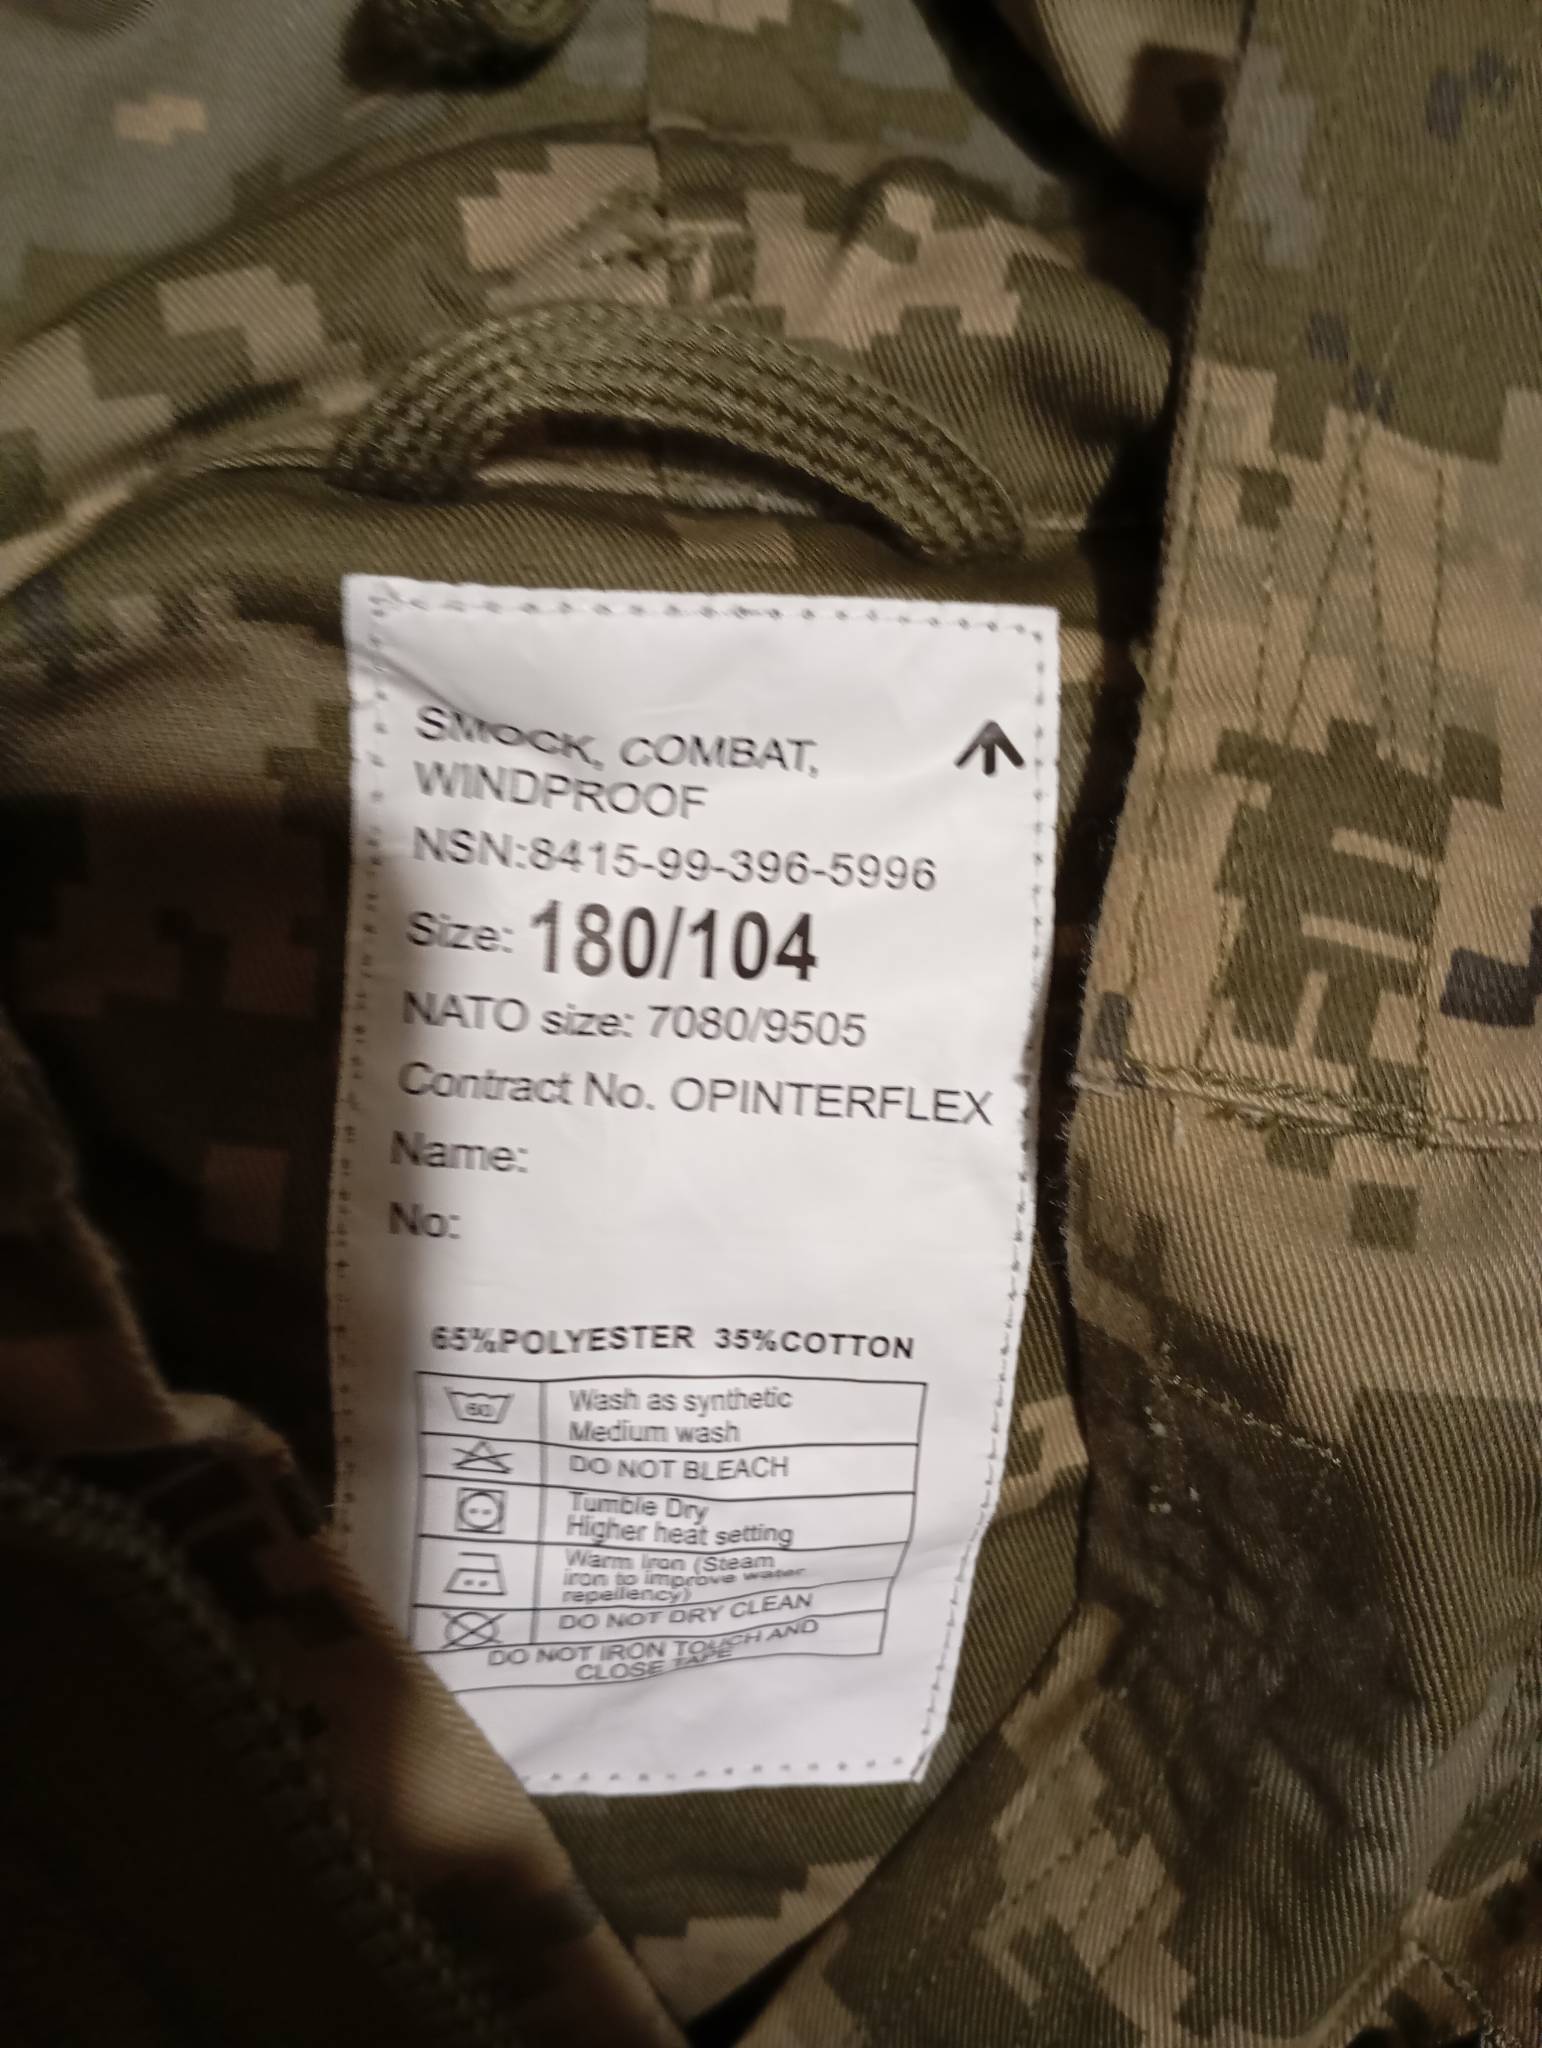 SMOCK, COMBAT,
WINDPROOF
NSN:8415-99-396-5996
Size: 180/104
NATO size: 7080/9505
Contract No. OPINTERFLEX
Name:
No:
65%POLYESTER 35%COTTON
60
Wash as synthetic
Medium wash
DO NOT BLEACH
Tumble Dry
Higher heat setting
Warm Iron (Steam
iron to improve water
repellency)
DO NOT DRY CLEAN
DO NOT IRON TOUCH AND
CLOSE TAPE